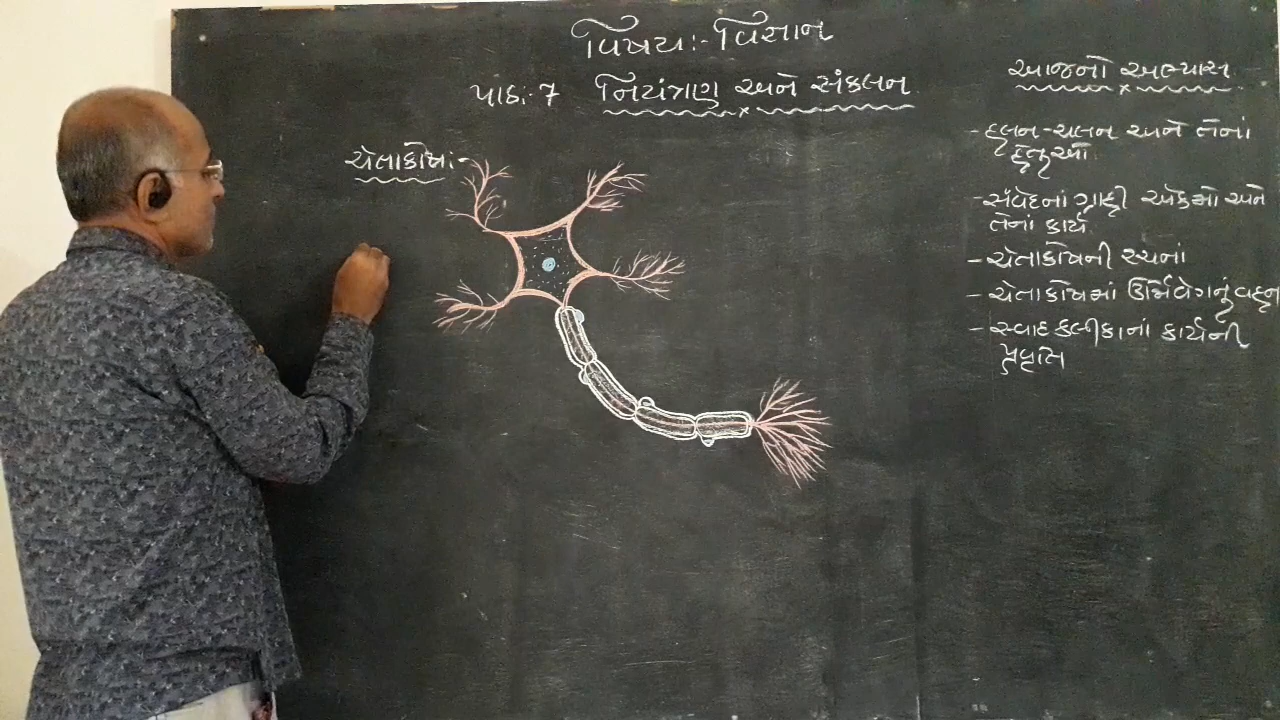 વિષય:- વિજ્ઞાન
પાઠ:-7 નિયંત્રણ અને સંકલન
ચેતાકોષ:-
આજનો અભ્યાસ
- હલન-ચલન અને તેનાં
હેતુઓ.
- સંવેદના ગ્રાહી એકમો અને
તેનાં કાર્ય
- ચેતાકોષની રચનાં
- ચેતાકોષમાં ઊર્મિવેગનું વહન
- સ્વાદ કલીકાનાં કાર્યની
પ્રવૃત્તિ